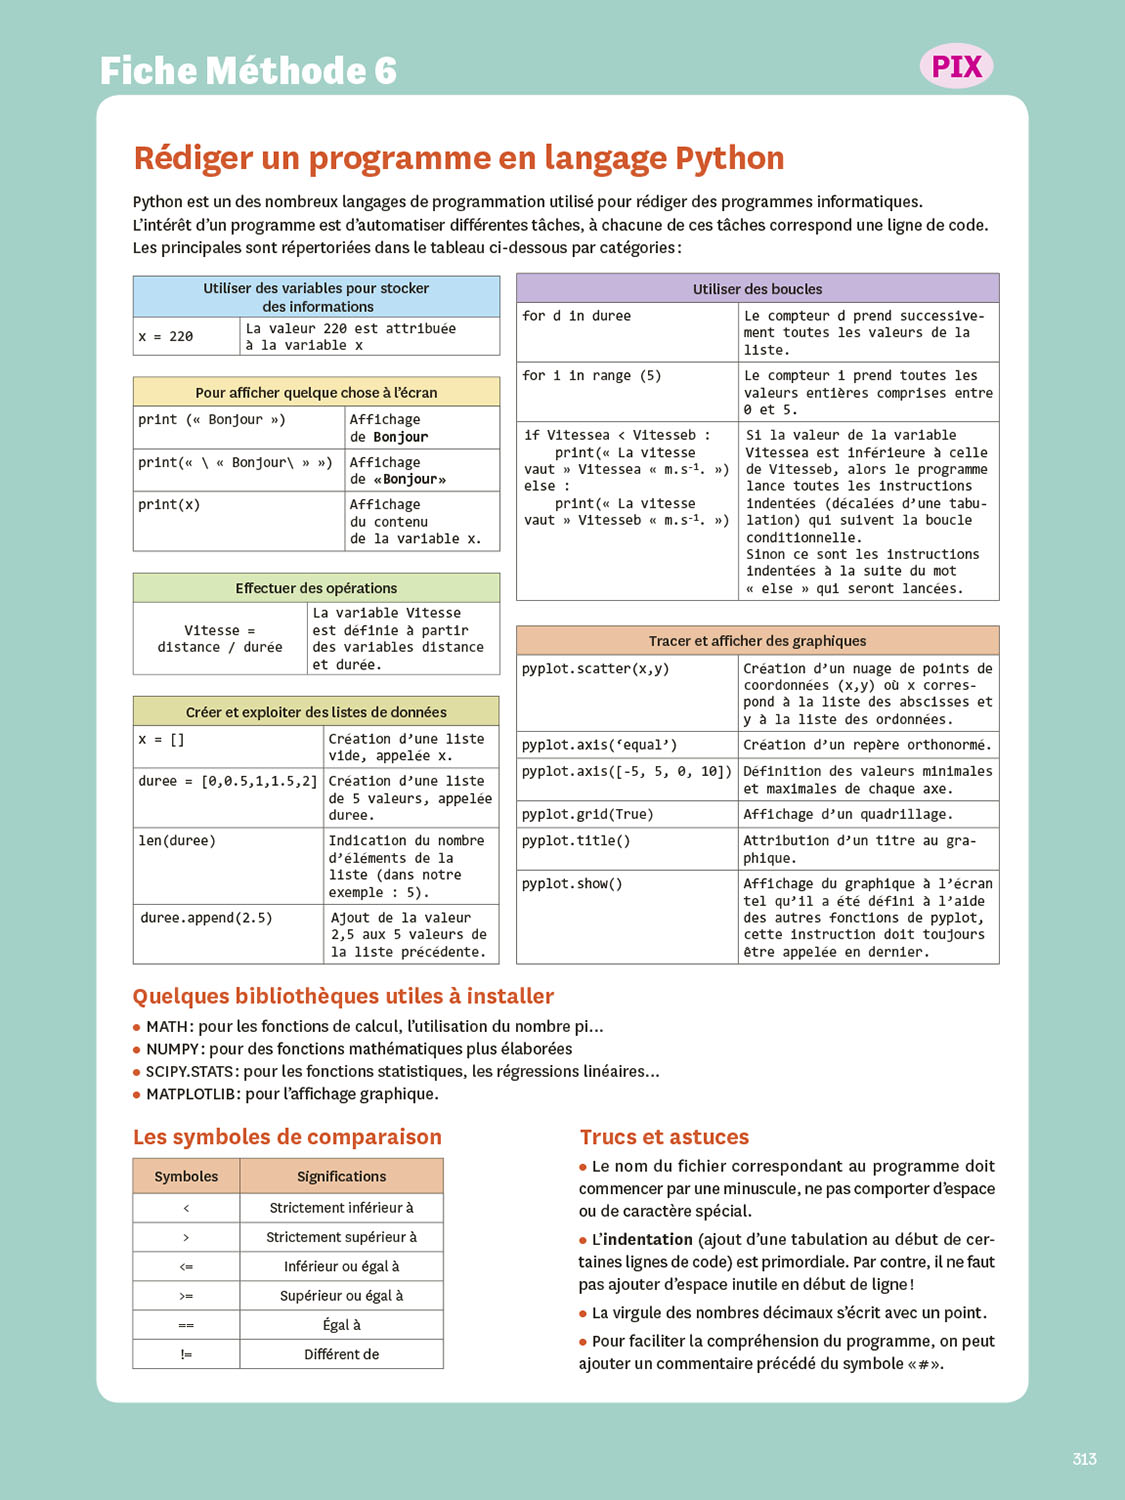 Fiche Méthode 6
PIX
Rédiger un programme en langage Python
Python est un des nombreux langages de programmation utilisé pour rédiger des programmes informatiques.
L'intérêt d'un programme est d'automatiser différentes tâches, à chacune de ces tâches correspond une ligne de code.
Les principales sont répertoriées dans le tableau ci-dessous par catégories :
Utiliser des variables pour stocker
des informations
x = 220
La valeur 220 est attribuée
à la variable x
Pour afficher quelque chose à l'écran
print (« Bonjour »)
Affichage
de Bonjour
print(« \ « Bonjour\ » »)
Affichage
de «Bonjour»
print(x)
Affichage
du contenu
de la variable x.
Effectuer des opérations
Vitesse =
distance / durée
La variable Vitesse
est définie à partir
des variables distance
et durée.
Créer et exploiter des listes de données
x = []
Création d'une liste
vide, appelée x.
duree = [0,0.5,1,1.5,2]
Création d'une liste
de 5 valeurs, appelée
duree.
len(duree)
Indication du nombre
d'éléments de la
liste (dans notre
exemple : 5).
duree.append(2.5)
Ajout de la valeur
2,5 aux 5 valeurs de
la liste précédente.
Utiliser des boucles
for d in duree
Le compteur d prend successive-
ment toutes les valeurs de la
liste.
for i in range (5)
Le compteur i prend toutes les
valeurs entières comprises entre
0 et 5.
if Vitessea < Vitesseb :
print(« La vitesse
vaut » Vitessea « m.s⁻¹. »)
else :
print(« La vitesse
vaut » Vitesseb « m.s⁻¹. »)
Si la valeur de la variable
Vitessea est inférieure à celle
de Vitesseb, alors le programme
lance toutes les instructions
indentées (décalées d'une tabu-
lation) qui suivent la boucle
conditionnelle.
Sinon ce sont les instructions
indentées à la suite du mot
« else » qui seront lancées.
Tracer et afficher des graphiques
pyplot.scatter(x,y)
Création d'un nuage de points de
coordonnées (x,y) où x corres-
pond à la liste des abscisses et
y à la liste des ordonnées.
pyplot.axis(‘equal’)
Création d'un repère orthonormé.
pyplot.axis([-5, 5, 0, 10])
Définition des valeurs minimales
et maximales de chaque axe.
pyplot.grid(True)
Affichage d'un quadrillage.
pyplot.title()
Attribution d'un titre au gra-
phique.
pyplot.show()
Affichage du graphique à l'écran
tel qu'il a été défini à l'aide
des autres fonctions de pyplot,
cette instruction doit toujours
être appelée en dernier.
Quelques bibliothèques utiles à installer
• MATH : pour les fonctions de calcul, l'utilisation du nombre pi...
• NUMPY : pour des fonctions mathématiques plus élaborées
• SCIPY.STATS : pour les fonctions statistiques, les régressions linéaires...
• MATPLOTLIB : pour l'affichage graphique.
Les symboles de comparaison
Symboles
Significations
<
Strictement inférieur à
>
Strictement supérieur à
<=
Inférieur ou égal à
>=
Supérieur ou égal à
==
Égal à
!=
Différent de
Trucs et astuces
• Le nom du fichier correspondant au programme doit
commencer par une minuscule, ne pas comporter d'espace
ou de caractère spécial.
• L'indentation (ajout d'une tabulation au début de cer-
taines lignes de code) est primordiale. Par contre, il ne faut
pas ajouter d'espace inutile en début de ligne !
• La virgule des nombres décimaux s'écrit avec un point.
• Pour faciliter la compréhension du programme, on peut
ajouter un commentaire précédé du symbole « # ».
313